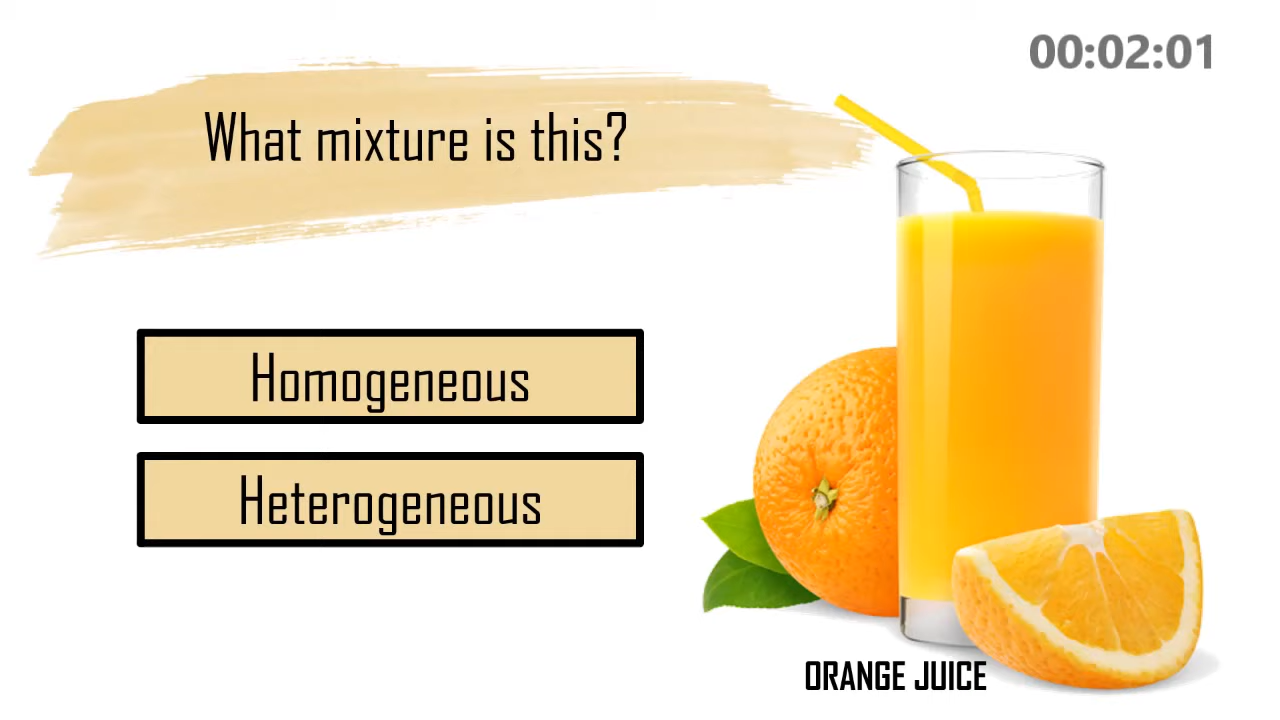 00:02:01
What mixture is this?
Homogeneous
Heterogeneous
ORANGE JUICE